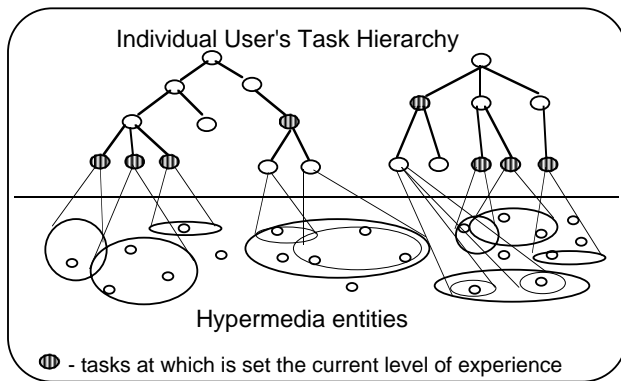 Individual User's Task Hierarchy
Hypermedia entities
- tasks at which is set the current level of experience